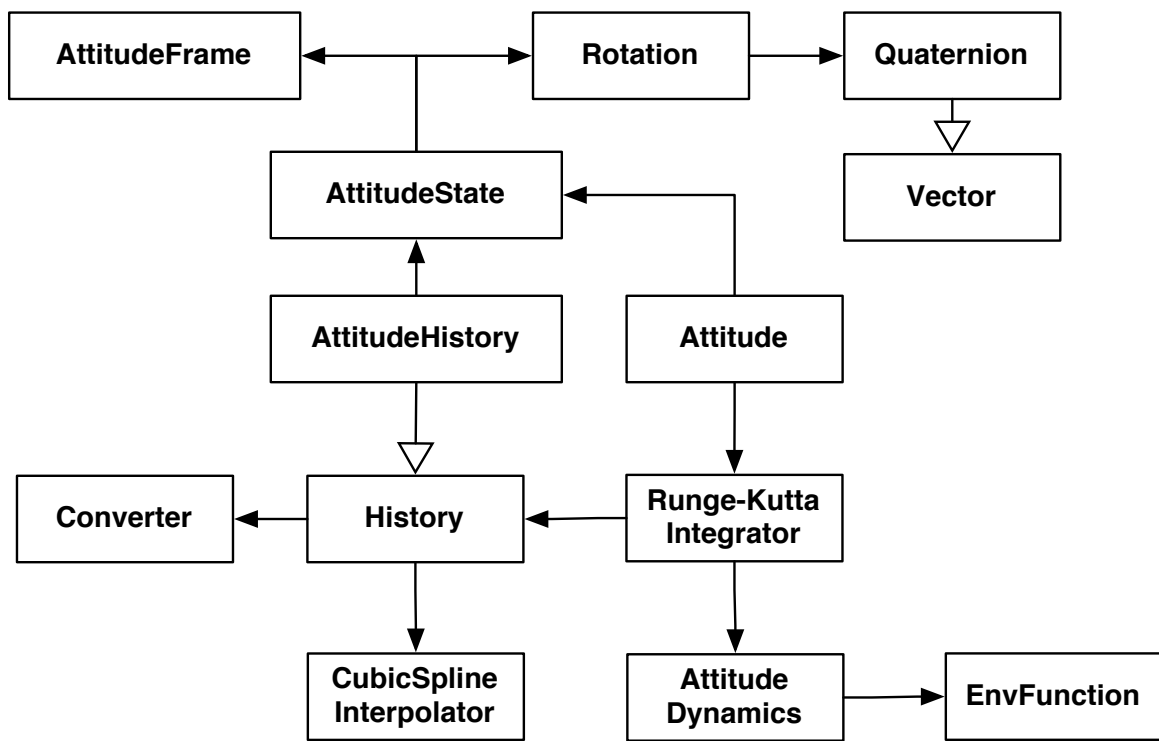 AttitudeFrame
Rotation
Quaternion
AttitudeState
Vector
AttitudeHistory
Attitude
Converter
History
Runge-Kutta
Integrator
CubicSpline
Interpolator
Attitude
Dynamics
EnvFunction